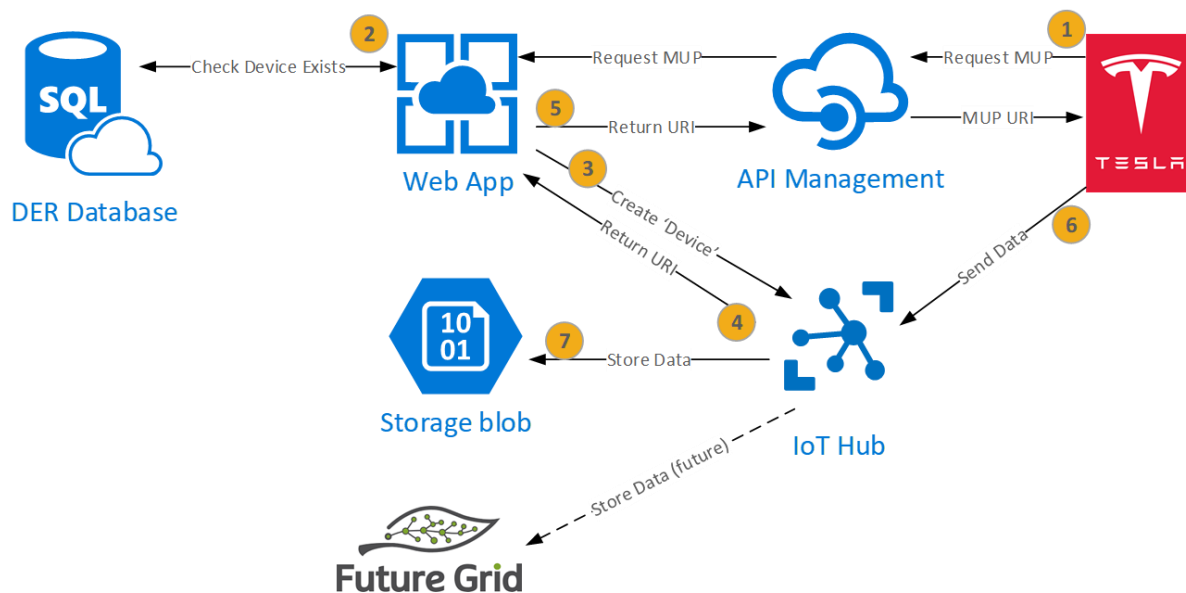 1
2
Request MUP
Request MUP
Check Device Exists
SQL
5
Return URI
MUP URI
TESLA
3
Web App
API Management
DER Database
Create 'Device'
Return URI
6
Send Data
4
10
01
7
Store Data
Storage blob
IoT Hub
Store Data (future)
Future Grid